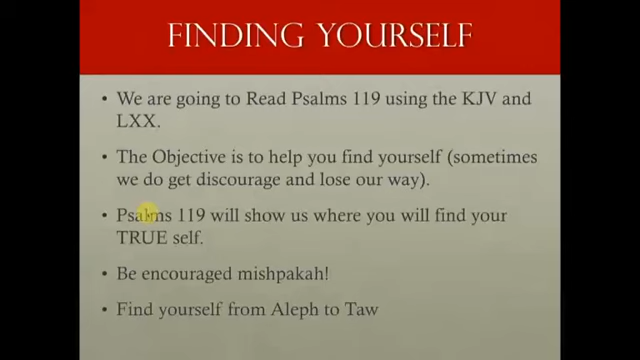 FINDING YOURSELF
• We are going to Read Psalms 119 using the KJV and
LXX.
• The Objective is to help you find yourself (sometimes
we do get discourage and lose our way).
• Psalms 119 will show us where you will find your
TRUE self.
• Be encouraged mishpakah!
• Find yourself from Aleph to Taw